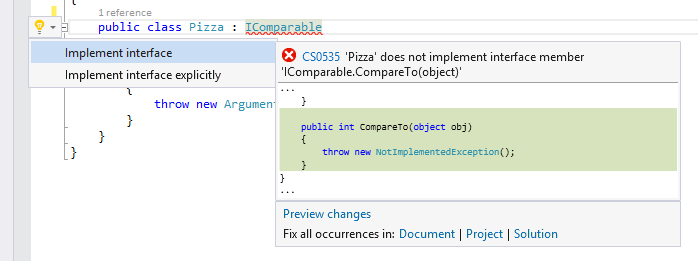 {
1 reference
public class Pizza : IComparable
Implement interface
Implement interface explicitly
{
throw new Argumen
}
}
}
CS0535 'Pizza' does not implement interface member
'IComparable.CompareTo(object)'
...
}
public int CompareTo(object obj)
{
throw new NotImplementedException();
}
}
...
Preview changes
Fix all occurrences in: Document | Project | Solution